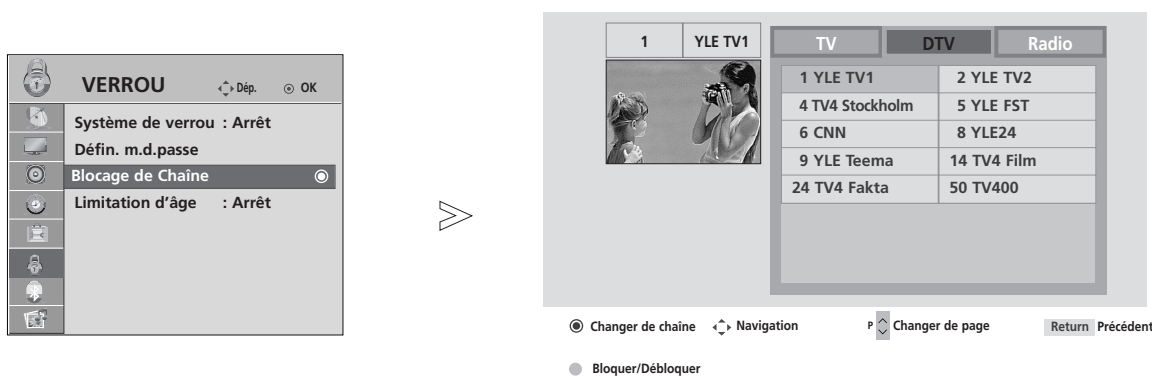 VERROU Dép. OK
Système de verrou : Arrêt
Défin. m.d.passe
Blocage de Chaîne
Limitation d’âge : Arrêt
1 YLE TV1
TV DTV Radio
1 YLE TV1 2 YLE TV2
4 TV4 Stockholm 5 YLE FST
6 CNN 8 YLE24
9 YLE Teema 14 TV4 Film
24 TV4 Fakta 50 TV400
Changer de chaîne Navigation P Changer de page Return Précédent
Bloquer/Débloquer